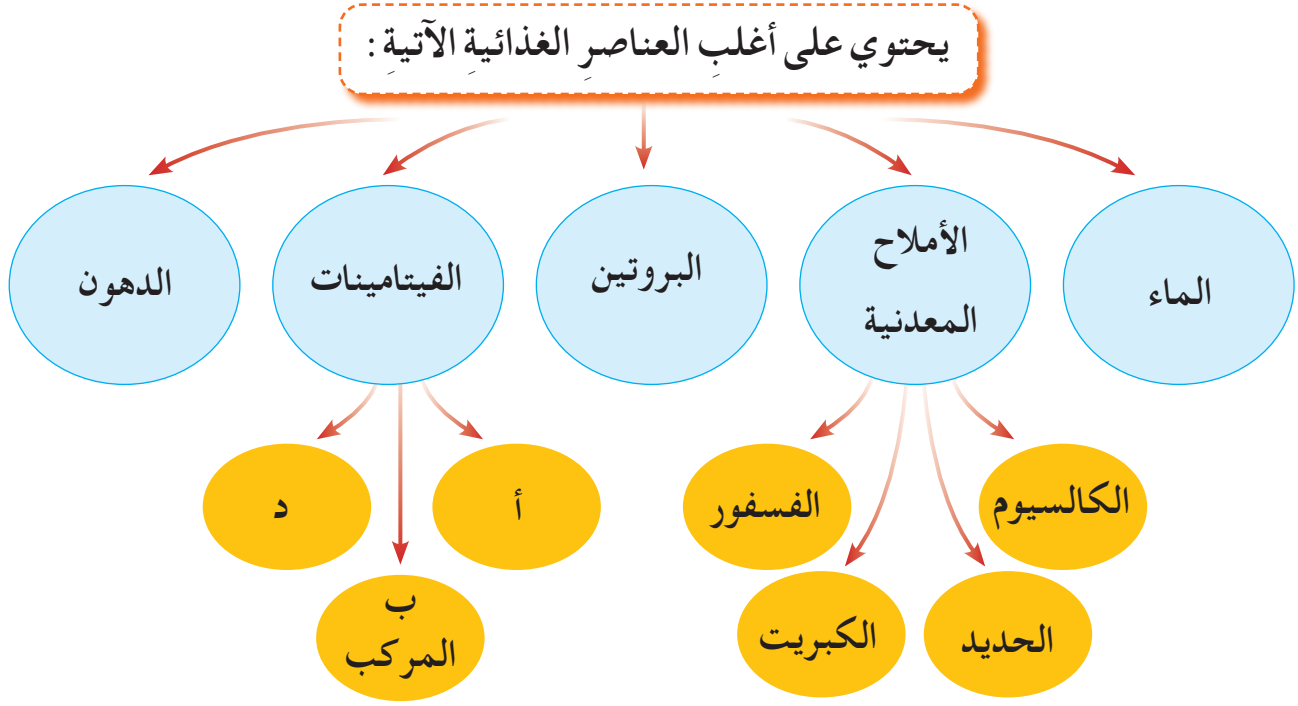 يحتوي على أغلبِ العناصرِ الغذائيةِ الآتيةِ :
الماء
الأملاح
المعدنية
البروتين
الفيتامينات
الدهون
الكالسيوم
الحديد
الكبريت
الفسفور
أ
ب
المركب
د